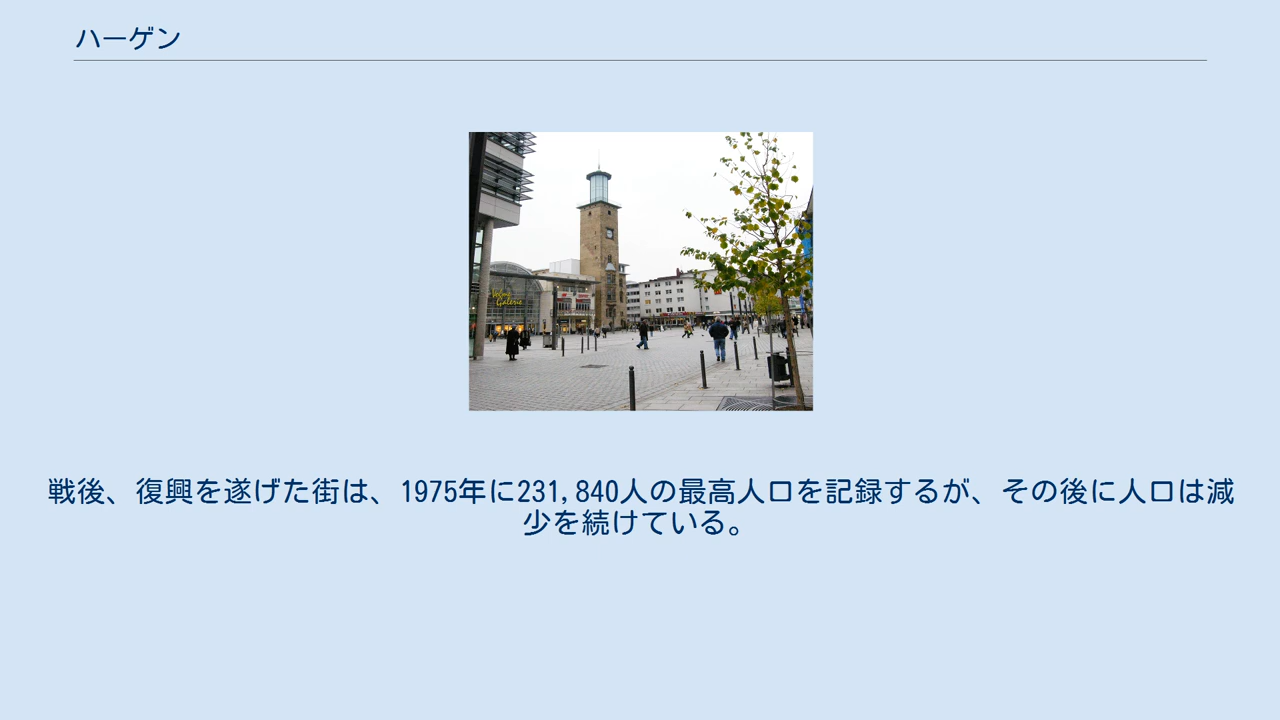 ハーゲン
Volme
Galerie
戦後、復興を遂げた街は、1975年に231,840人の最高人口を記録するが、その後に人口は減
少を続けている。